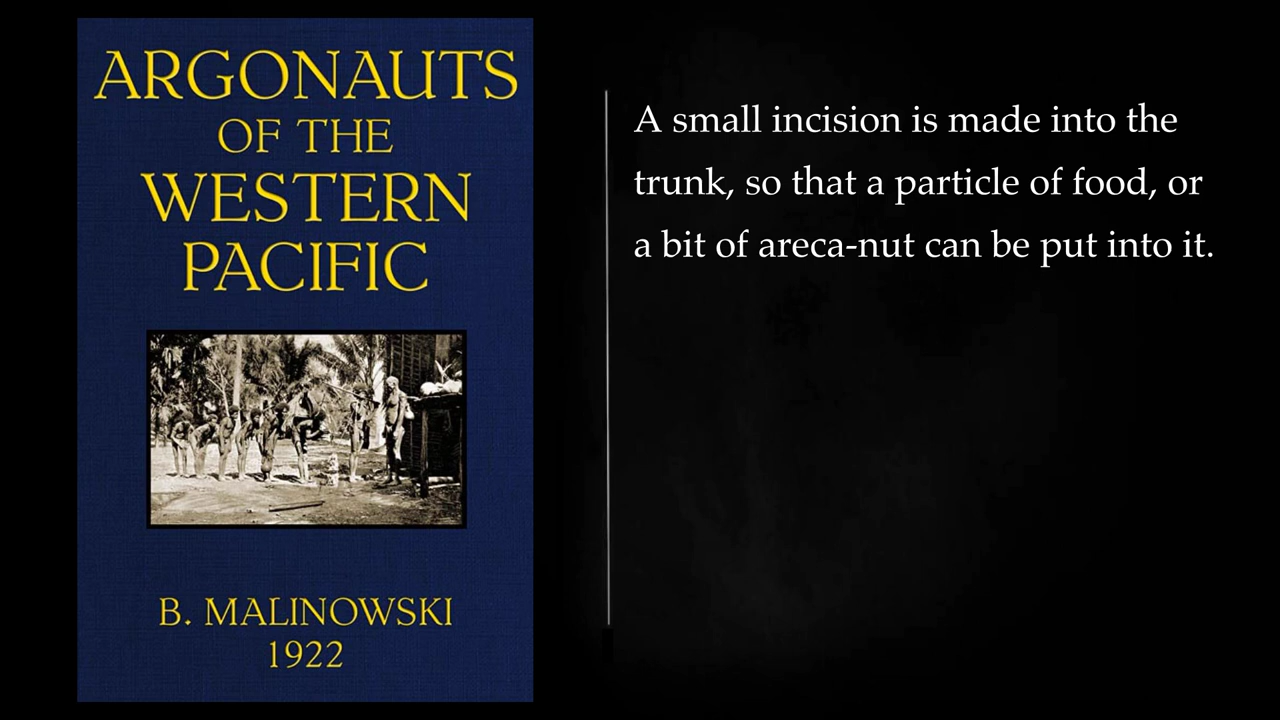 ARGONAUTS
OF THE
WESTERN
PACIFIC
B. MALINOWSKI
1922
A small incision is made into the
trunk, so that a particle of food, or
a bit of areca-nut can be put into it.